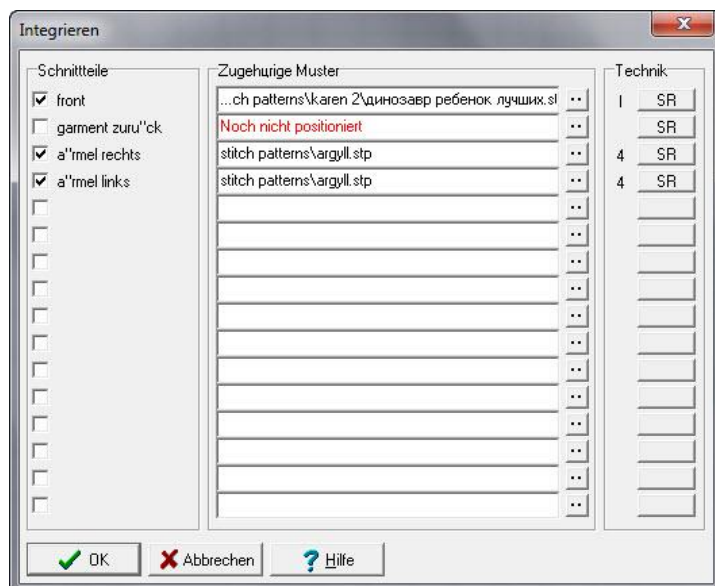 Integrieren
Schnittteile Zugehцrige Muster Technik
front ...ch patterns\karen 2\динозавр ребенок лучших.st .. I SR
garment zuru"ck Noch nicht positioniert SR
a"rmel rechts stitch patterns\argyll.stp .. 4 SR
a"rmel links stitch patterns\argyll.stp .. 4 SR
..
..
..
..
..
..
..
..
..
..
..
..
OK Abbrechen ? Hilfe